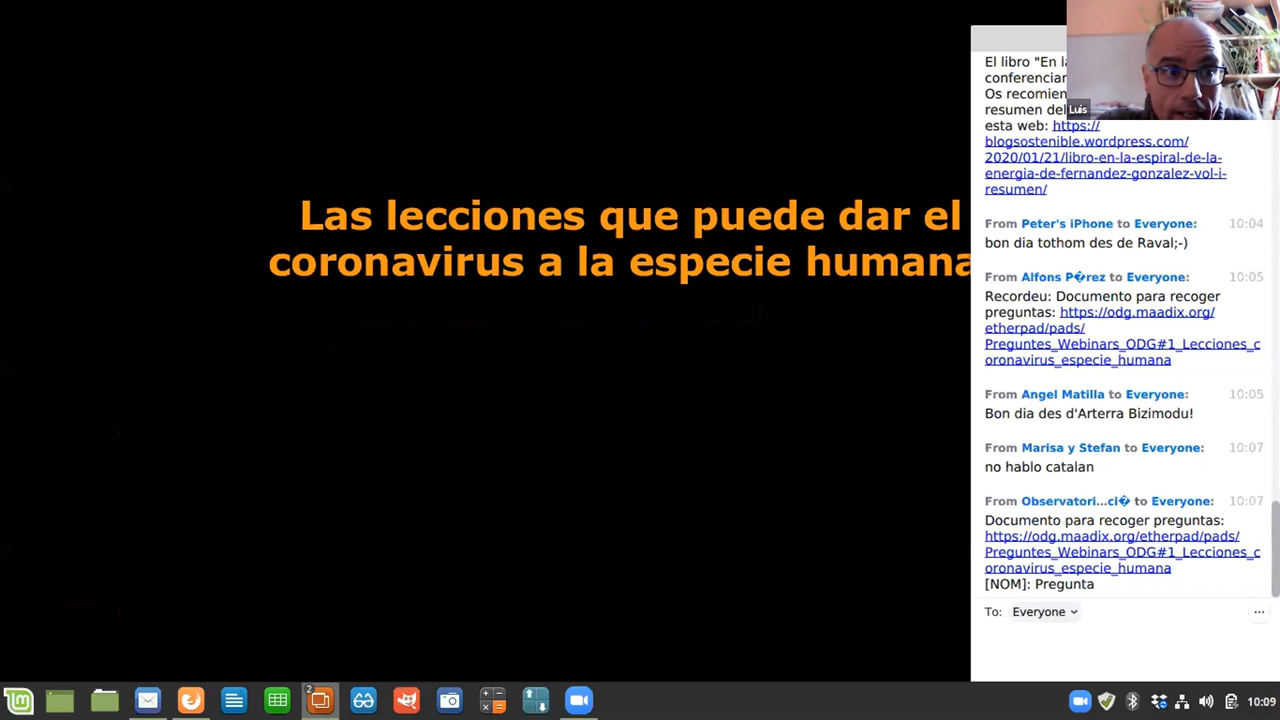 Las lecciones que puede dar el
coronavirus a la especie humana
El libro "En la
conferencian
Os recomien
resumen del
esta web: https://
blogsostenible.wordpress.com/
2020/01/21/libro-en-la-espiral-de-la-
energia-de-fernandez-gonzalez-vol-i-
resumen/
From Peter's iPhone to Everyone: 10:04
bon dia tothom des de Raval;-)
From Alfons P�rez to Everyone: 10:05
Recordeu: Documento para recoger
preguntas: https://odg.maadix.org/
etherpad/pads/
Preguntes_Webinars_ODG#1_Lecciones_c
oronavirus_especie_humana
From Angel Matilla to Everyone: 10:05
Bon dia des d'Arterra Bizimodu!
From Marisa y Stefan to Everyone: 10:07
no hablo catalan
From Observatori...ci� to Everyone: 10:07
Documento para recoger preguntas:
https://odg.maadix.org/etherpad/pads/
Preguntes_Webinars_ODG#1_Lecciones_c
oronavirus_especie_humana
[NOM]: Pregunta
To: Everyone
Luis
2
10:09